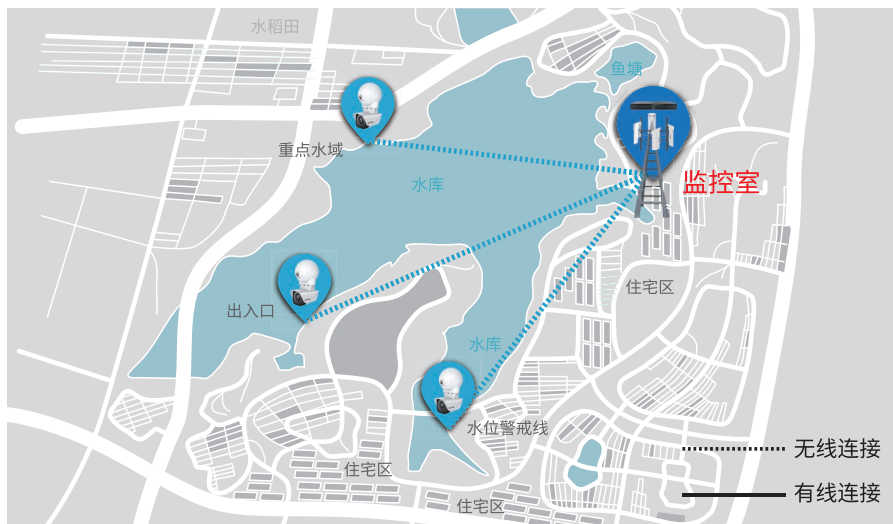 水稻田
鱼塘
重点水域
水库
监控室
住宅区
出入口
水库
水位警戒线
无线连接
住宅区
有线连接
住宅区